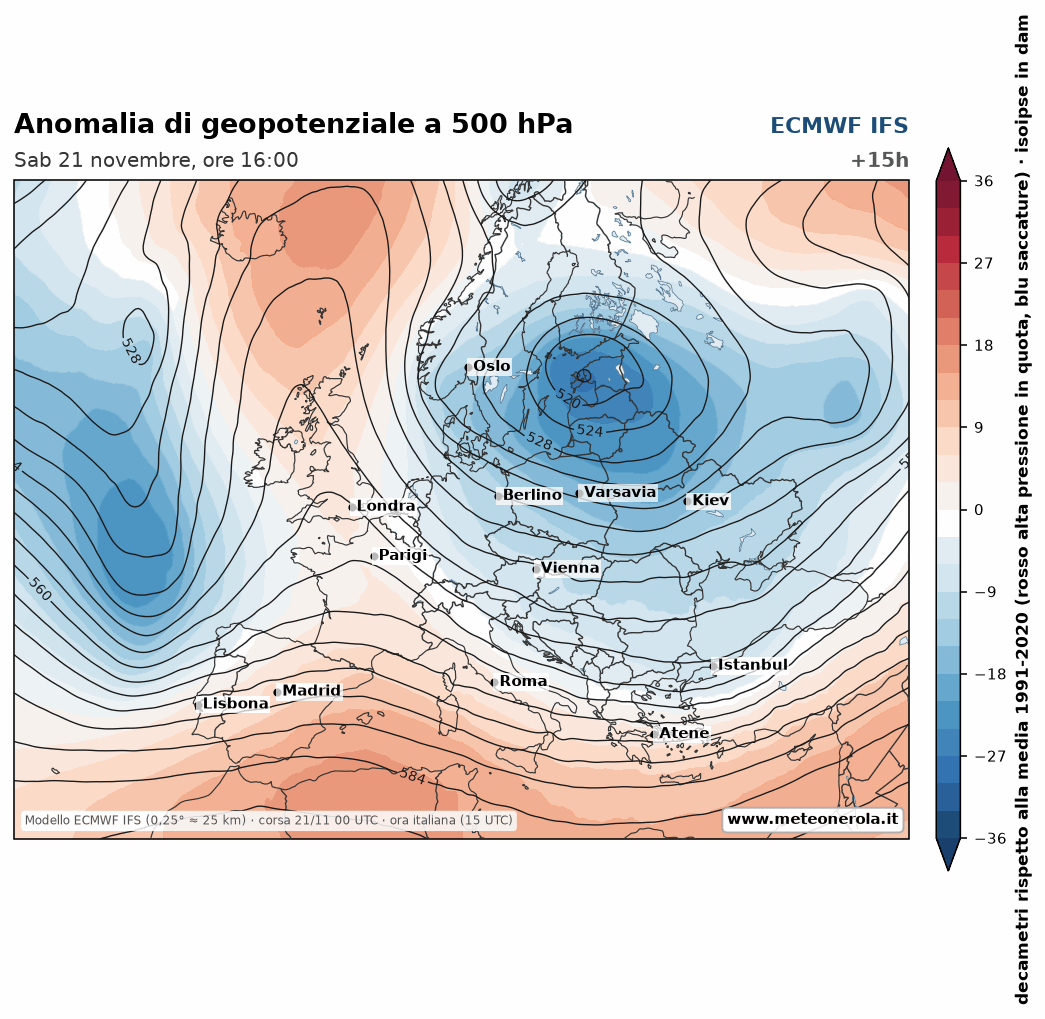 Anomalia di geopotenziale a 500 hPa
ECMWF IFS
Sab 21 novembre, ore 16:00
+15h
528
Oslo
520
524
528
Berlino
Varsavia
Kiev
Londra
Parigi
Vienna
560
Istanbul
Roma
Madrid
Lisbona
Atene
584
Modello ECMWF IFS (0,25° ≈ 25 km) · corsa 21/11 00 UTC · ora italiana (15 UTC)
www.meteonerola.it
36
27
18
9
0
−9
−18
−27
−36
decametri rispetto alla media 1991-2020 (rosso alta pressione in quota, blu saccature) · isoipse in dam